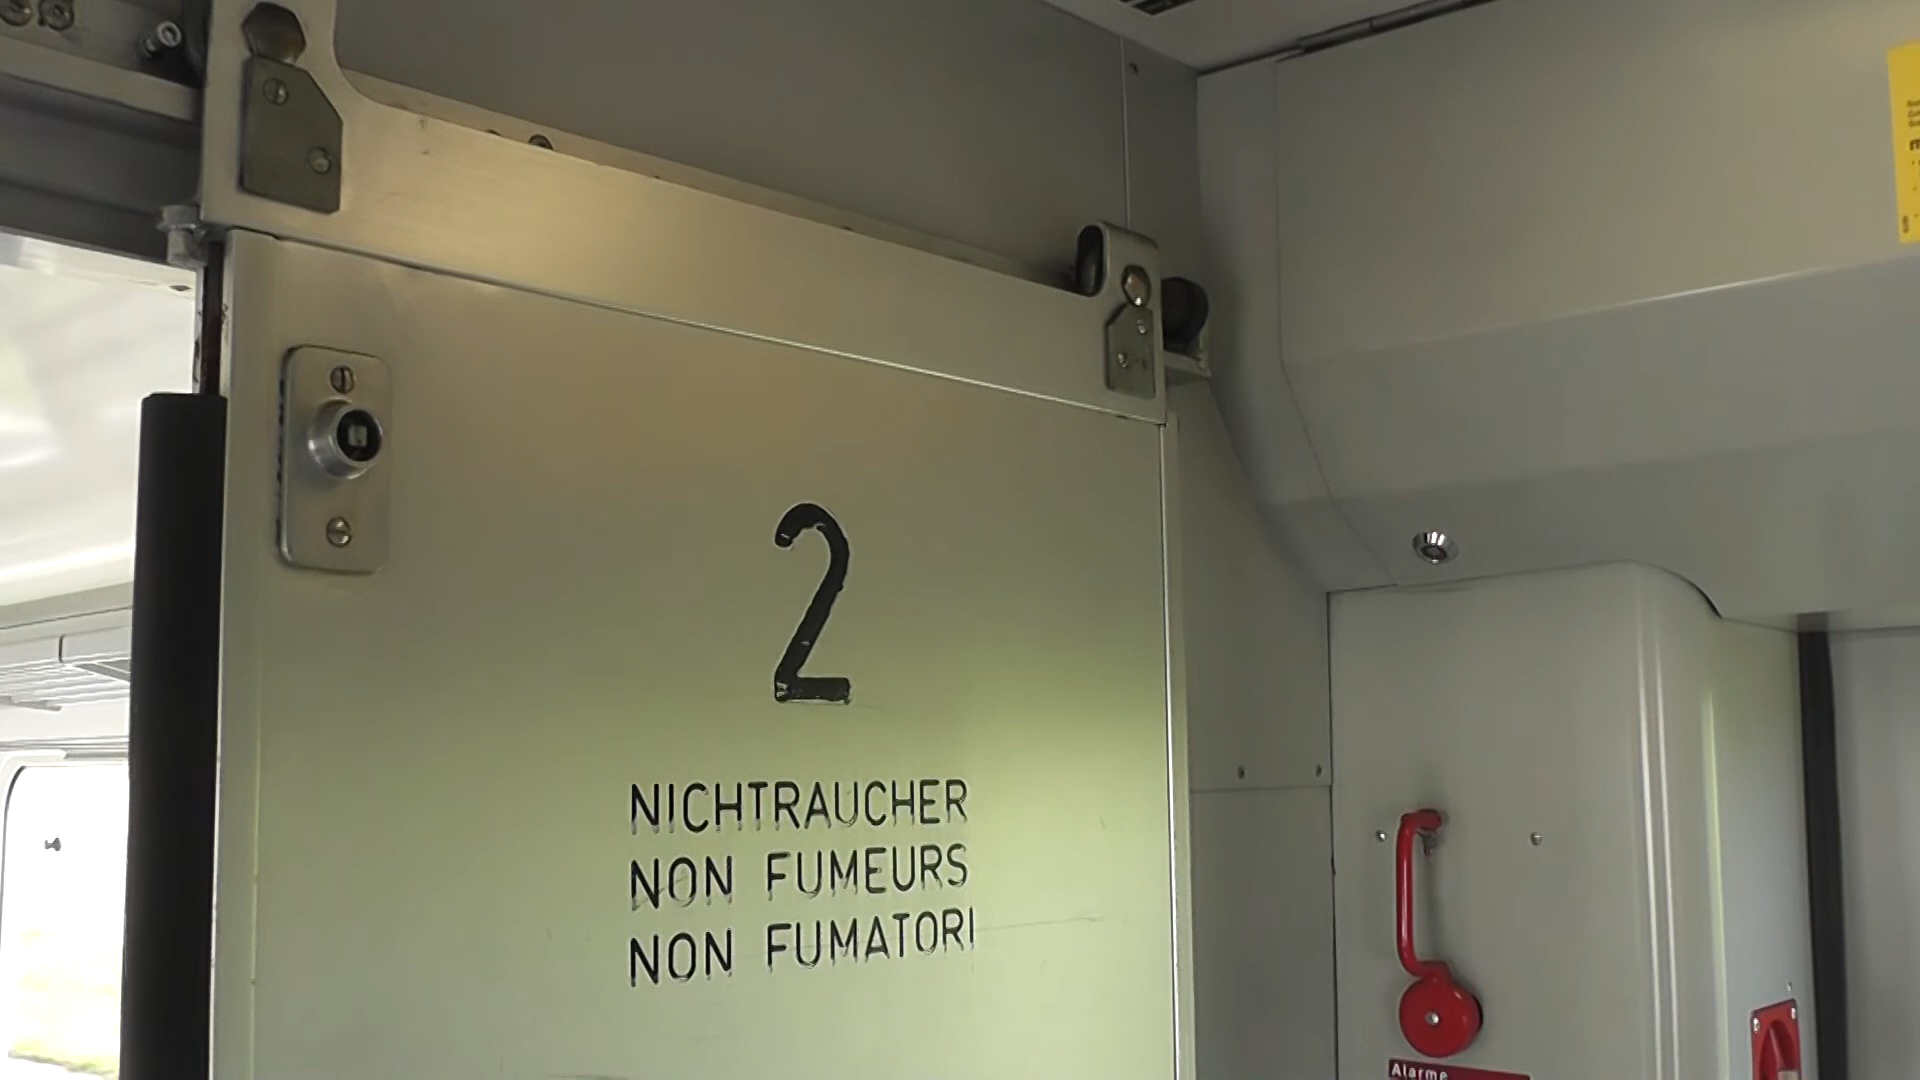 2
NICHTRAUCHER
NON FUMEURS
NON FUMATORI
Alarme